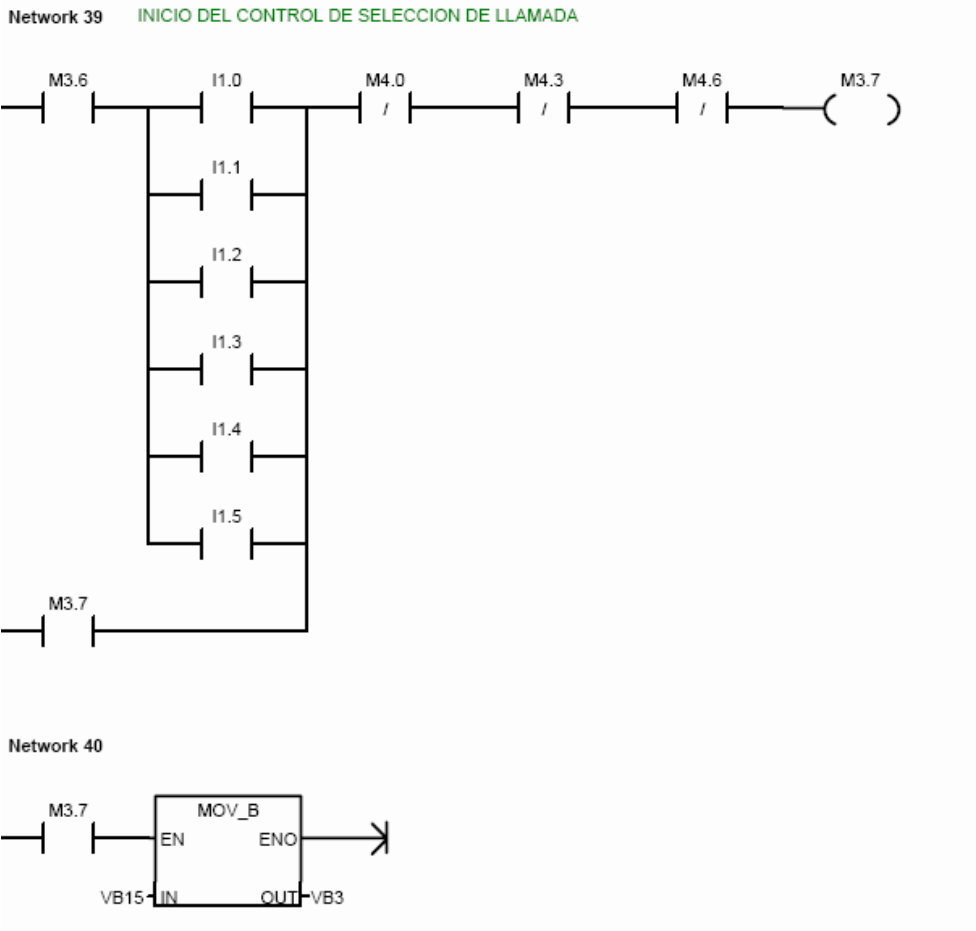 Network 39 INICIO DEL CONTROL DE SELECCION DE LLAMADA
M3.6 I1.0 M4.0 M4.3 M4.6 M3.7
/ / /
I1.1
I1.2
I1.3
I1.4
I1.5
M3.7
Network 40
M3.7 MOV_B
EN ENO
VB15 IN OUT VB3